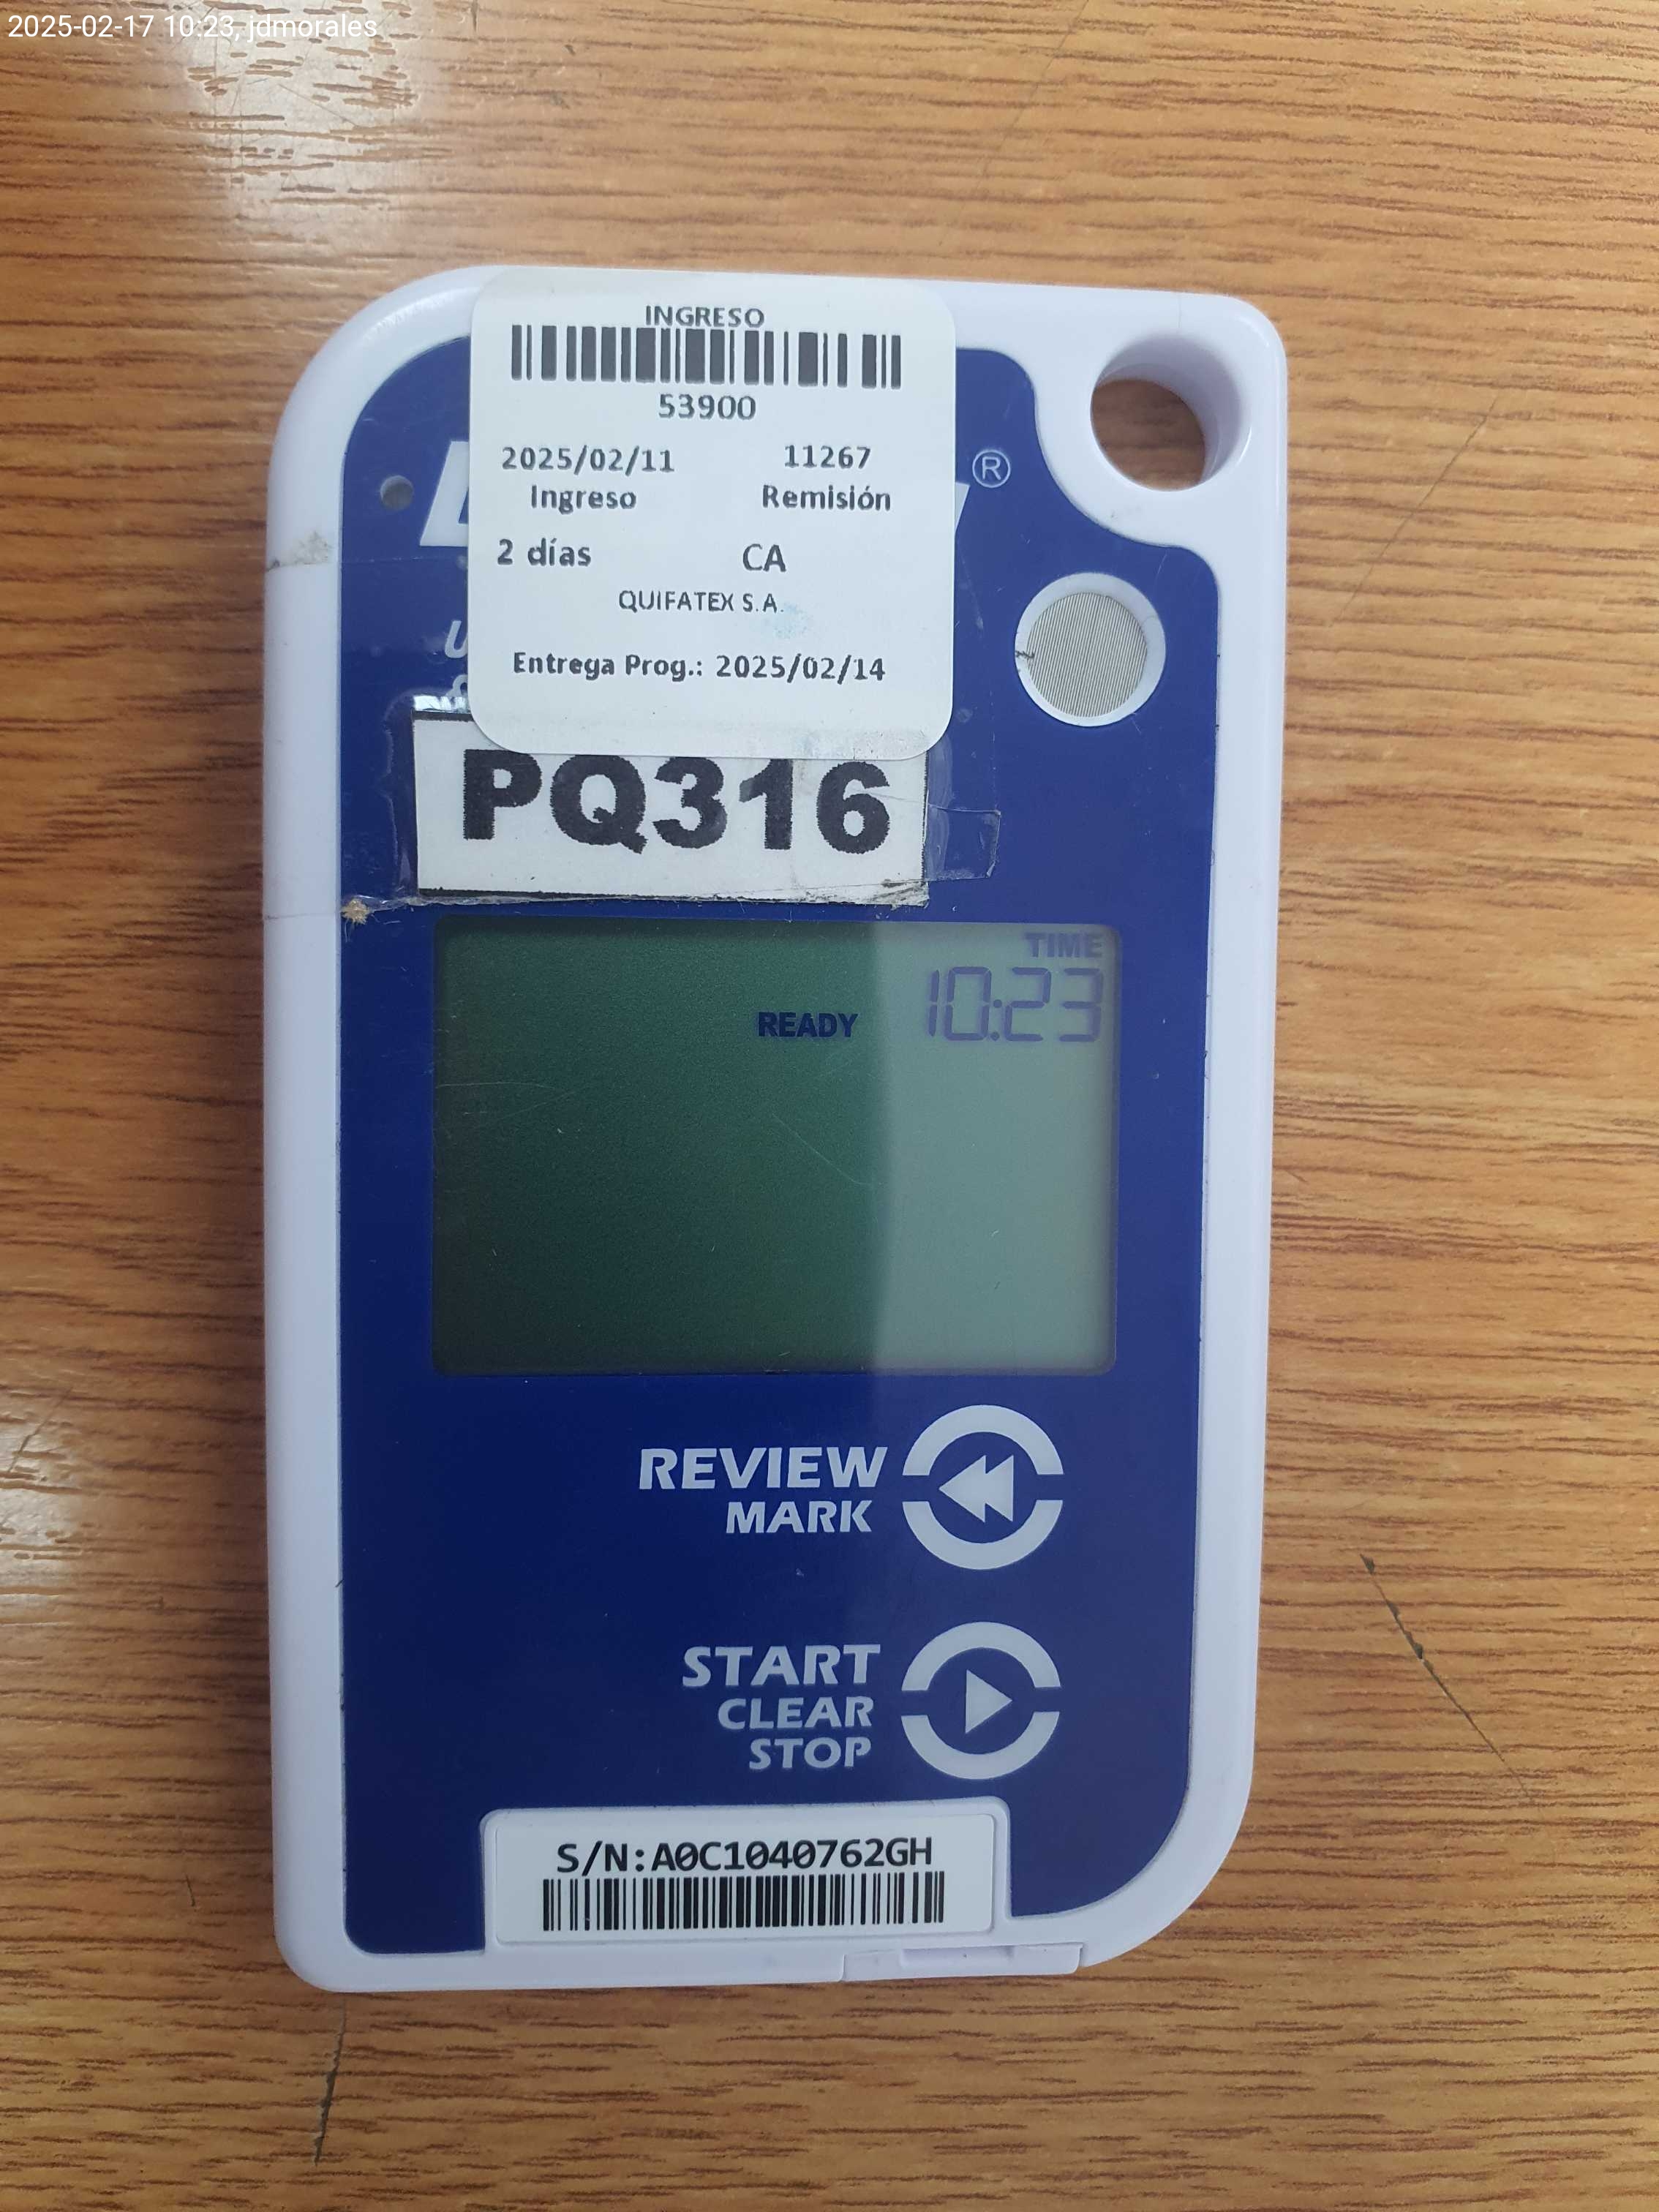 2025-02-17 10:23, jdmorales
INGRESO
53900
2025/02/11 11267
Ingreso Remisión
2 días CA
QUIFATEX S.A.
Entrega Prog.: 2025/02/14
®
PQ316
TIME
READY 10:23
REVIEW
MARK
START
CLEAR
STOP
S/N:A0C1040762GH